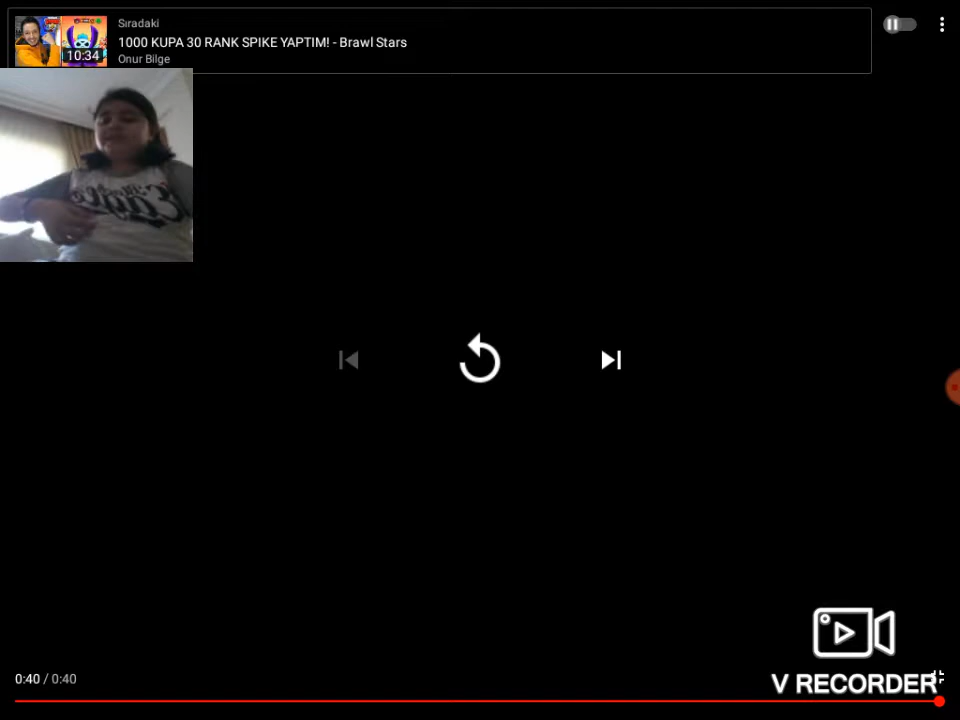 Sıradaki
1000 KUPA 30 RANK SPIKE YAPTIM! - Brawl Stars
Onur Bilge
10:34
0:40 / 0:40
V RECORDER